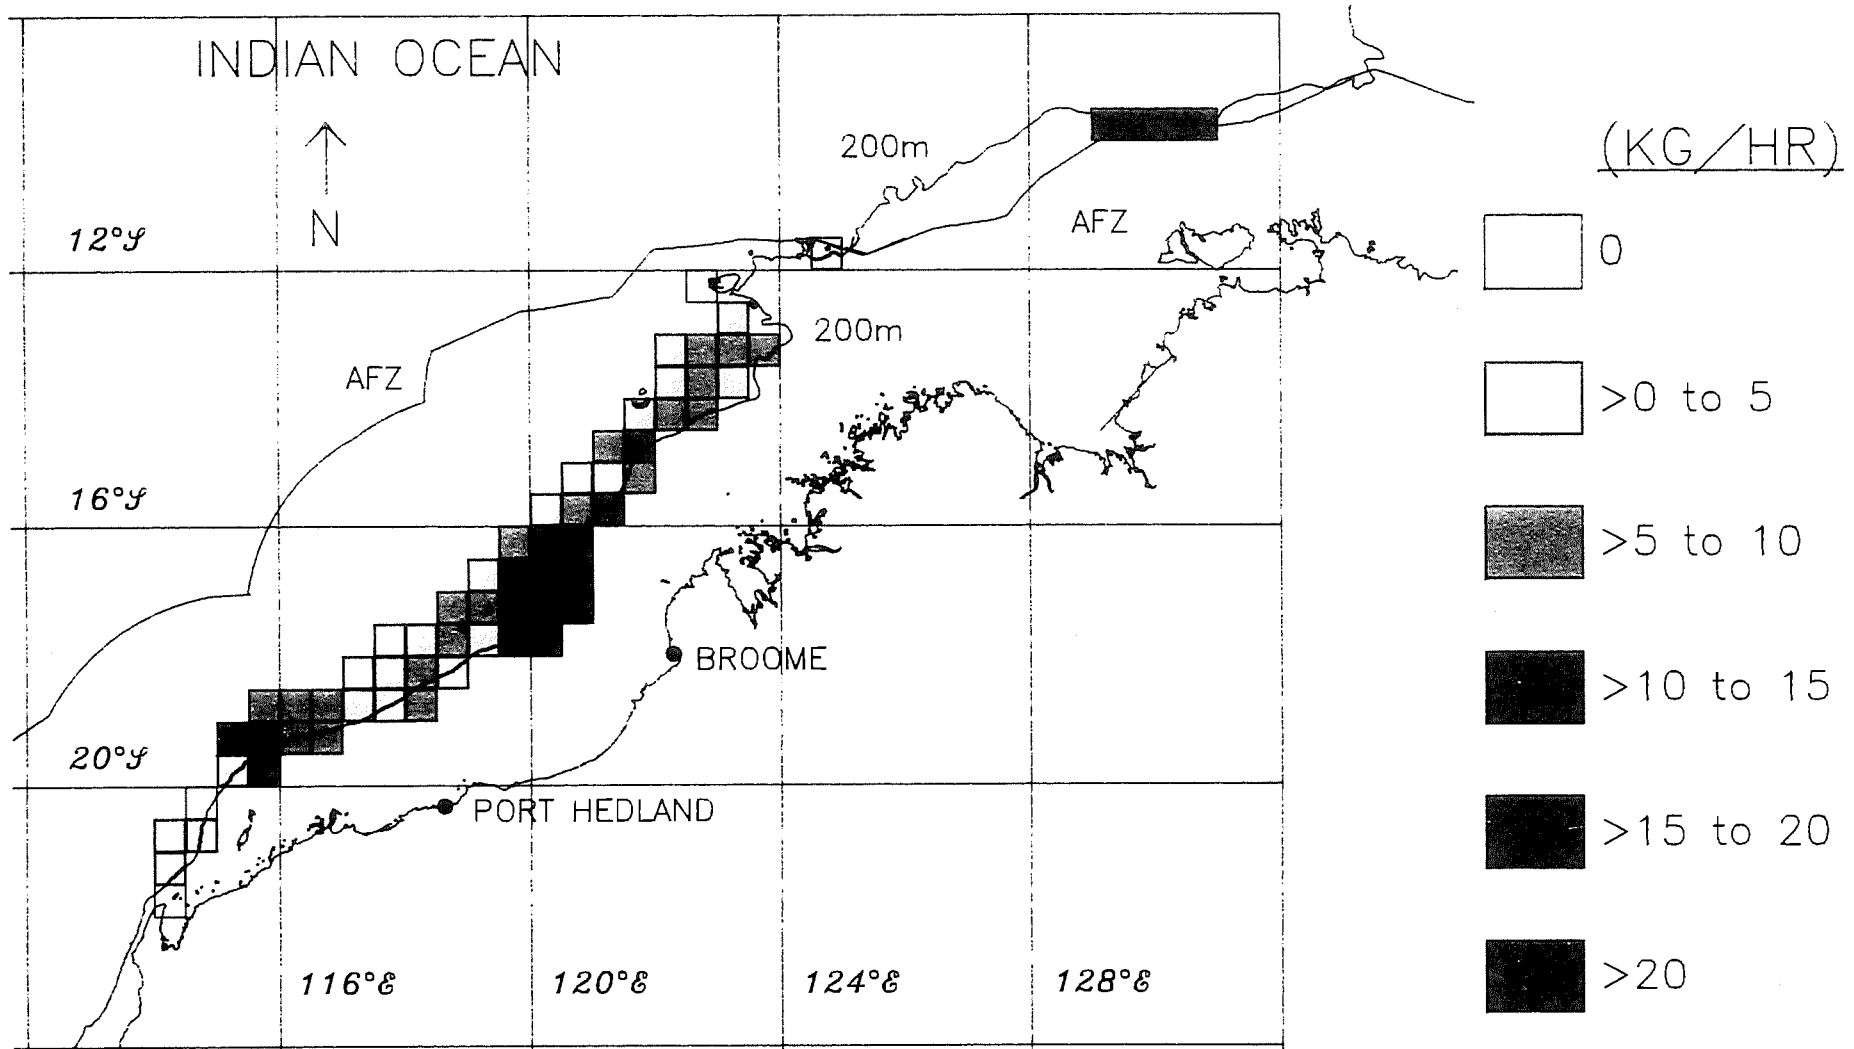 INDIAN OCEAN
N
200m
(KG/HR)
AFZ
12°S
0
200m
AFZ
>0 to 5
16°S
>5 to 10
BROOME
>10 to 15
20°S
PORT HEDLAND
>15 to 20
116°E
120°E
124°E
128°E
>20